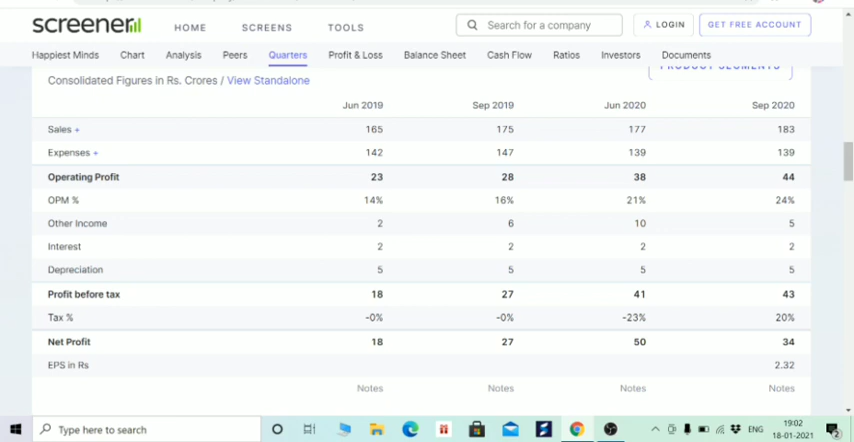 screener
HOME SCREENS TOOLS
Search for a company
LOGIN
GET FREE ACCOUNT
Happiest Minds Chart Analysis Peers Quarters Profit & Loss Balance Sheet Cash Flow Ratios Investors Documents
Consolidated Figures in Rs. Crores / View Standalone
Jun 2019 Sep 2019 Jun 2020 Sep 2020
Sales + 165 175 177 183
Expenses + 142 147 139 139
Operating Profit 23 28 38 44
OPM % 14% 16% 21% 24%
Other Income 2 6 10 5
Interest 2 2 2 2
Depreciation 5 5 5 5
Profit before tax 18 27 41 43
Tax % -0% -0% -23% 20%
Net Profit 18 27 50 34
EPS in Rs 2.32
Notes Notes Notes Notes
Type here to search
ENG
19:02
18-01-2021
2